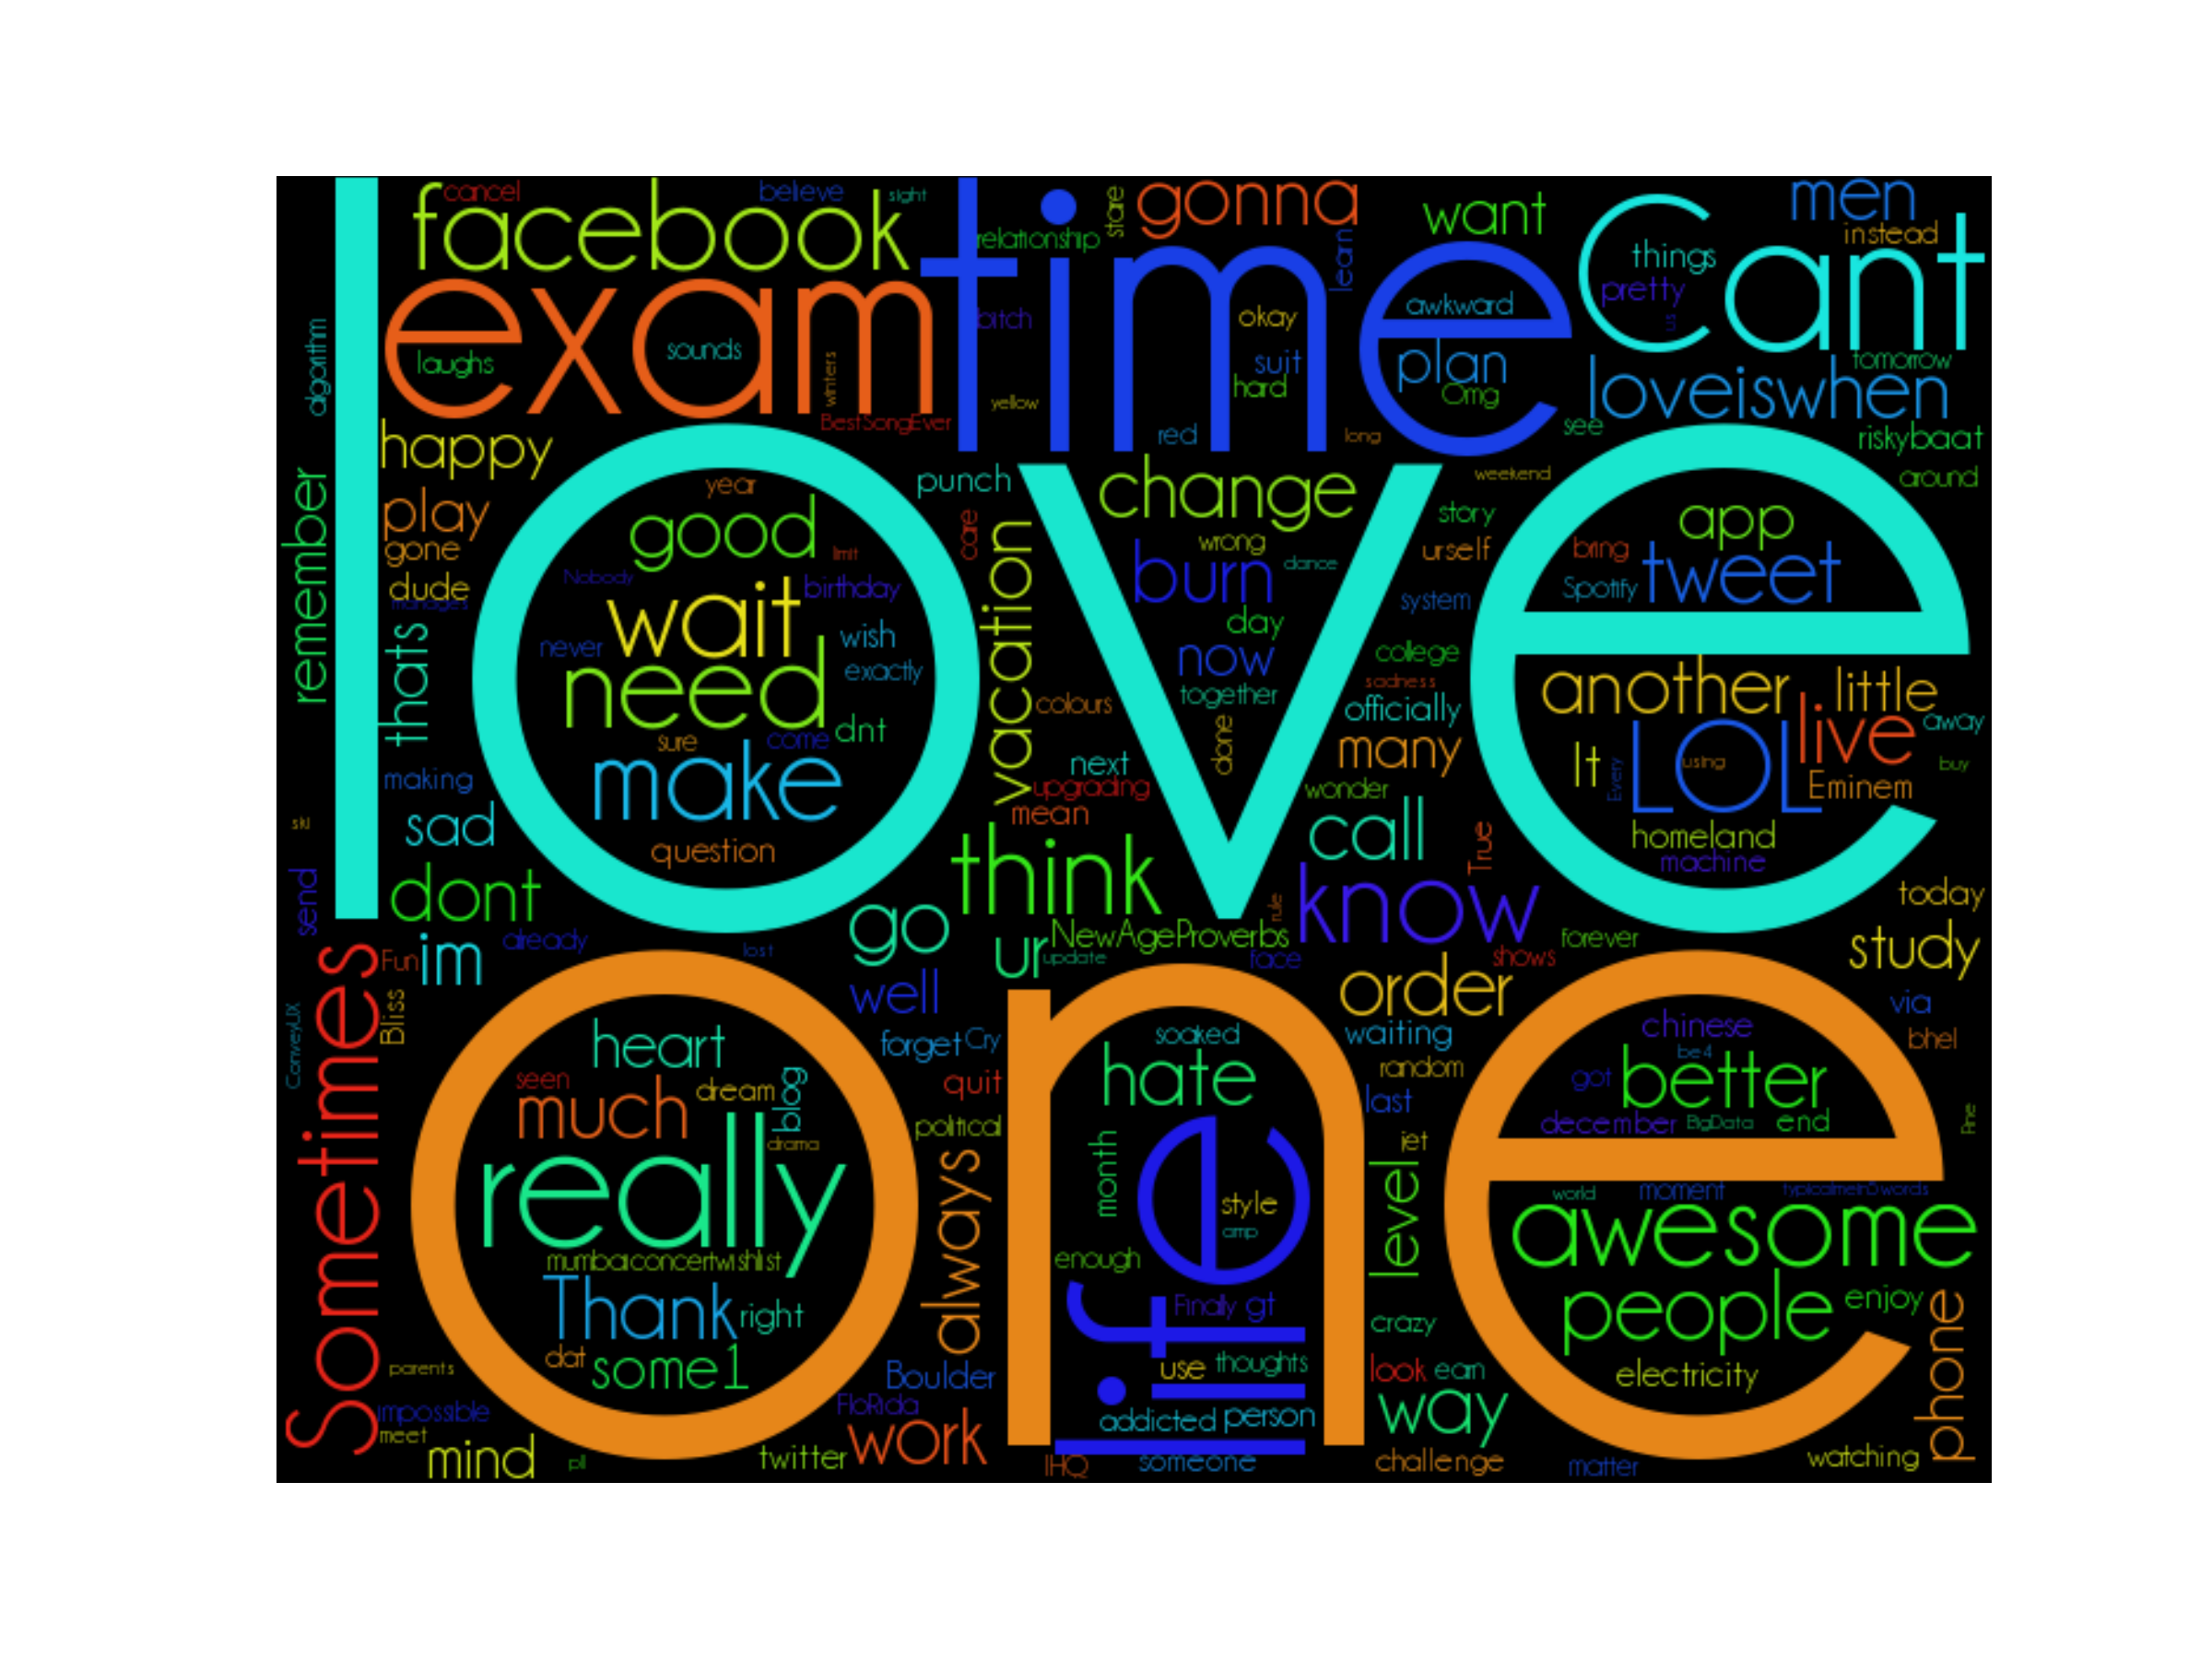 cancel
believe
sight
facebook
time
relationship
stare
gonna
learn
want
Cant
men
instead
things
pretty
us
exam
laughs
sounds
winters
BestSongEver
bitch
yellow
okay
suit
hard
red
long
awkward
plan
Omg
tomorrow
loveiswhen
see
riskybaat
around
weekend
algorithm
remember
love
happy
play
gone
dude
manages
thats
making
sad
dont
im
Fun
already
lost
year
good
limit
Nobody
wait
birthday
never
wish
need
exactly
sure
come
dnt
make
question
punch
care
vacation
colours
next
upgrading
mean
think
go
ur
update
NewAgeProverbs
well
change
wrong
dance
burn
day
now
together
done
story
urself
system
college
sadness
officially
many
wonder
call
True
know
rule
face
shows
forever
order
app
bring
tweet
Spotify
another
little
live
away
It
Every
LOL
using
Eminem
buy
homeland
machine
today
study
via
bhel
ski
send
Sometimes
ConveyUX
Bliss
one
heart
seen
much
dream
blog
drama
really
mumbaiconcertwishlist
Thank
right
dat
some1
forget
Cry
quit
political
always
Boulder
FloRida
work
twitter
parents
impossible
meet
mind
pll
soaked
hate
month
life
style
amp
enough
Finally
gt
use
thoughts
addicted
person
IHQ
someone
waiting
random
last
jet
level
crazy
look
earn
way
challenge
chinese
be4
got
better
december
BigData
end
Fine
world
moment
typicalmeIn5words
awesome
people
enjoy
electricity
phone
watching
matter